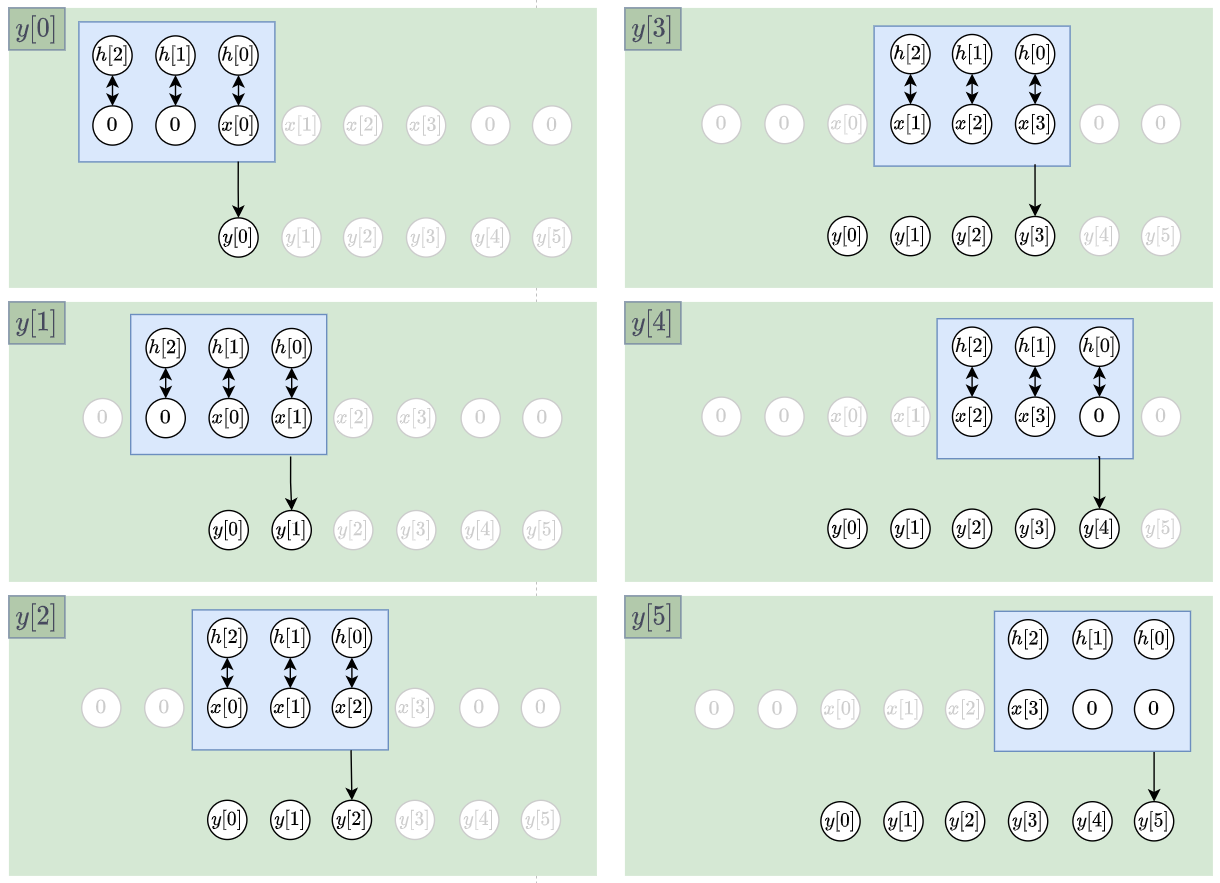 y[0]
h[2] h[1] h[0]
0 0 x[0] x[1] x[2] x[3] 0 0
y[0] y[1] y[2] y[3] y[4] y[5]
y[1]
h[2] h[1] h[0]
0 0 x[0] x[1] x[2] x[3] 0 0
y[0] y[1] y[2] y[3] y[4] y[5]
y[2]
h[2] h[1] h[0]
0 0 x[0] x[1] x[2] x[3] 0 0
y[0] y[1] y[2] y[3] y[4] y[5]
y[3]
h[2] h[1] h[0]
0 0 x[0] x[1] x[2] x[3] 0 0
y[0] y[1] y[2] y[3] y[4] y[5]
y[4]
h[2] h[1] h[0]
0 0 x[0] x[1] x[2] x[3] 0 0
y[0] y[1] y[2] y[3] y[4] y[5]
y[5]
h[2] h[1] h[0]
0 0 x[0] x[1] x[2] x[3] 0 0
y[0] y[1] y[2] y[3] y[4] y[5]